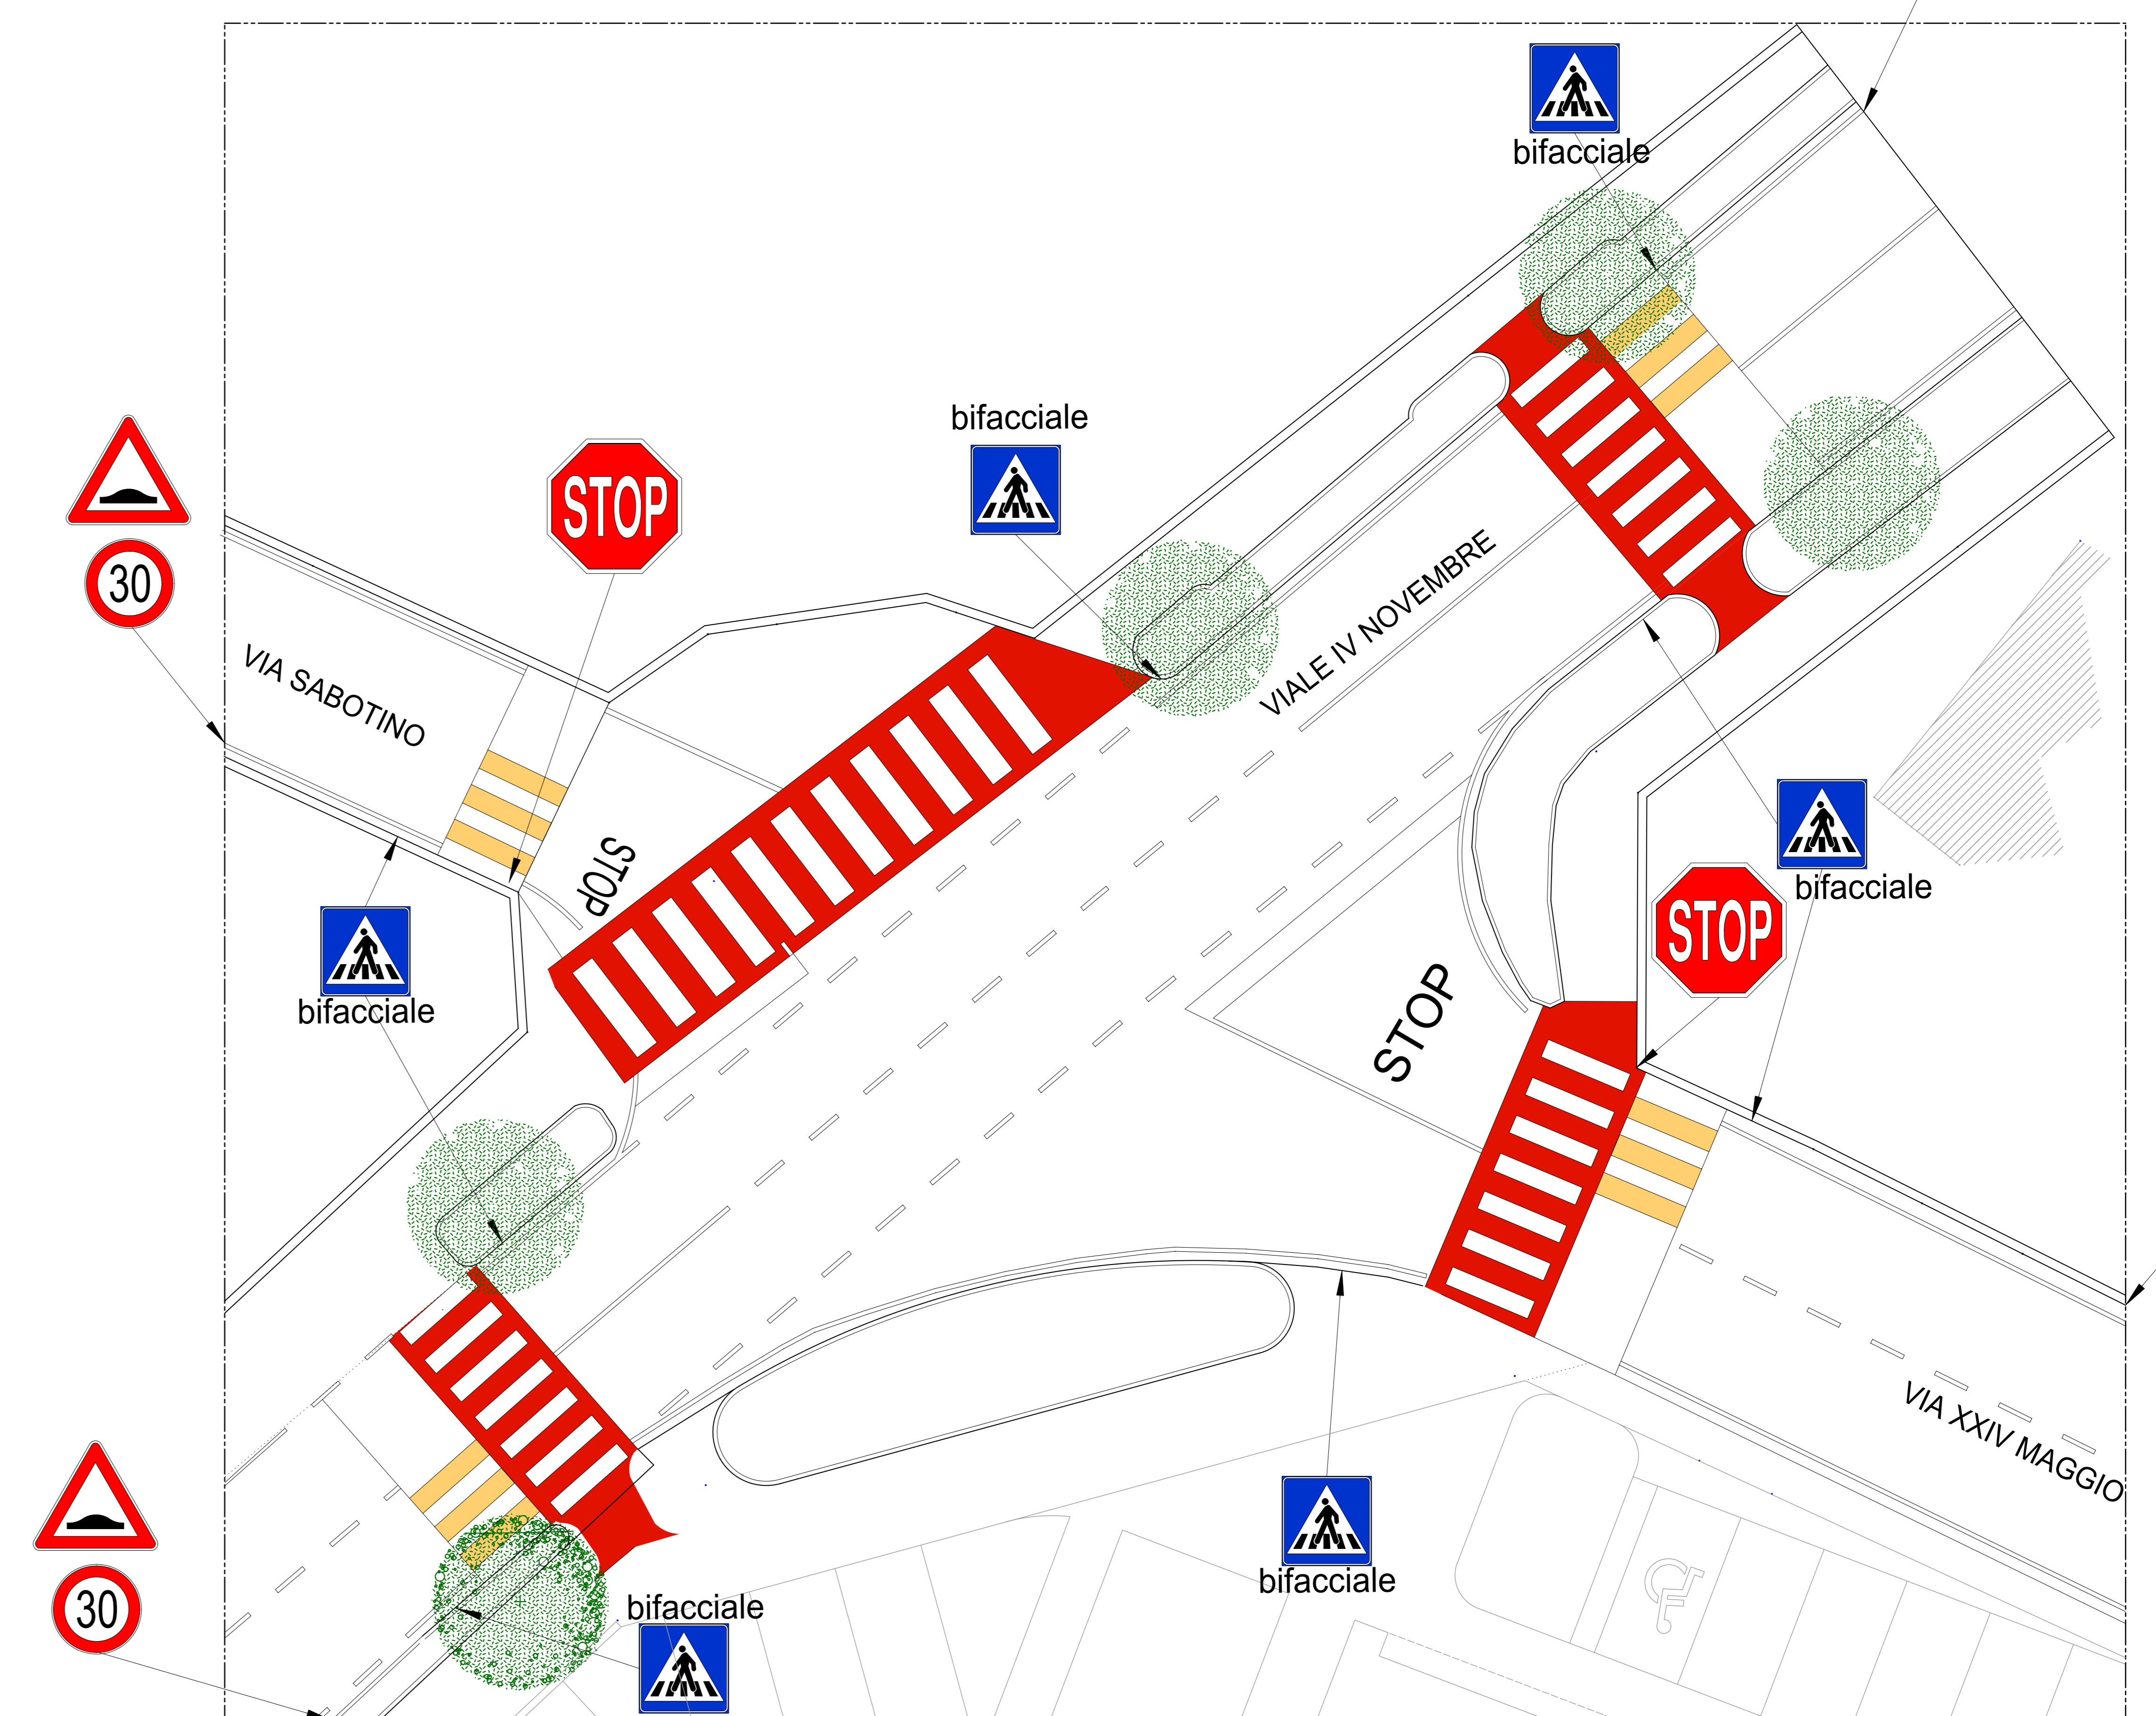 bifacciale
bifacciale
STOP
30
VIA SABOTINO
VIALE IV NOVEMBRE
STOP
bifacciale
STOP
bifacciale
STOP
VIA XXIV MAGGIO
30
bifacciale
bifacciale